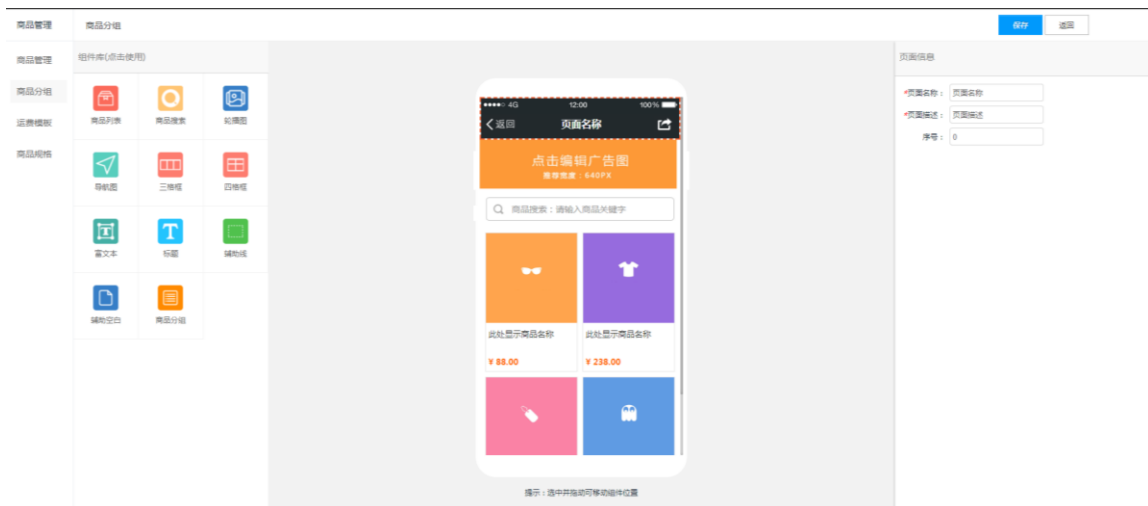 商品管理
商品分组
保存
返回
商品管理
商品分组
运费模板
商品规格
组件库(点击使用)
商品列表
商品搜索
轮播图
导航图
三格框
四格框
富文本
标题
辅助线
辅助空白
商品分组
4G
12:00
100%
返回
页面名称
点击编辑广告图
推荐宽度：640PX
商品搜索：请输入商品关键字
此处显示商品名称
此处显示商品名称
¥ 88.00
¥ 238.00
提示：选中并拖动可移动组件位置
页面信息
*页面名称： 页面名称
*页面描述： 页面描述
序号： 0